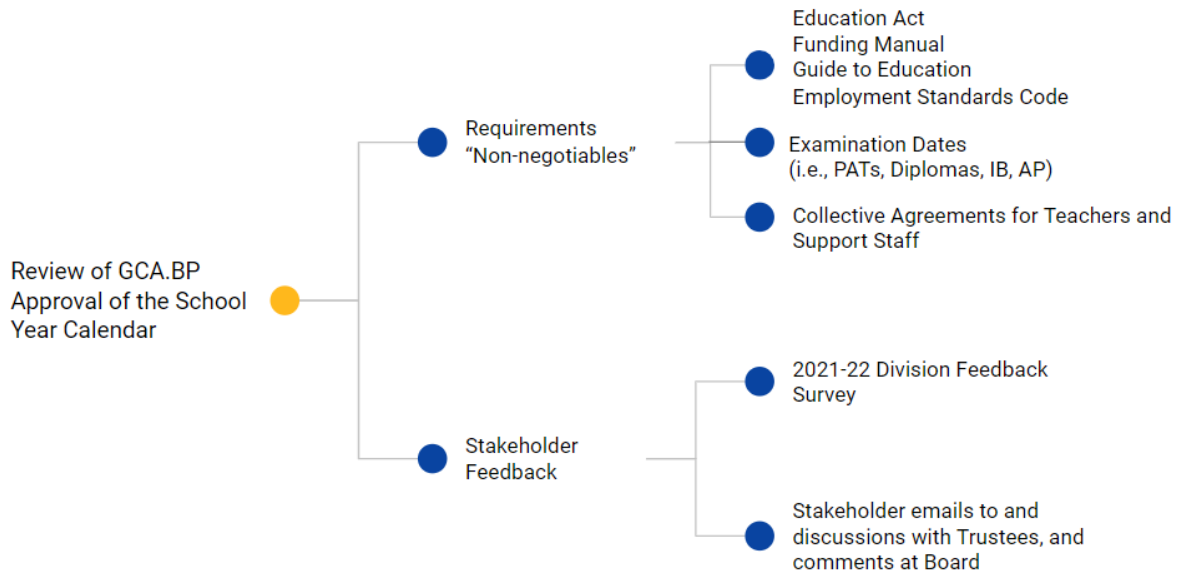 Review of GCA.BP
Approval of the School
Year Calendar
Requirements
“Non-negotiables”
Education Act
Funding Manual
Guide to Education
Employment Standards Code
Examination Dates
(i.e., PATs, Diplomas, IB, AP)
Collective Agreements for Teachers and
Support Staff
Stakeholder
Feedback
2021-22 Division Feedback
Survey
Stakeholder emails to and
discussions with Trustees, and
comments at Board